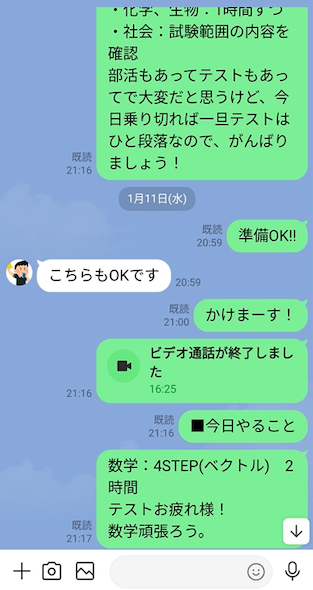 ・化学、生物：1時間ずつ
・社会：試験範囲の内容を
確認
部活もあってテストもあっ
てで大変だと思うけど、今
日乗り切れば一旦テストは
ひと段落なので、がんばり
ましょう！
既読
21:16
1月11日(水)
既読
20:59
準備OK!!
こちらもOKです
20:59
既読
21:00
かけまーす！
ビデオ通話が終了しまし
た
16:25
21:16
既読
21:16
■今日やること
数学：4STEP(ベクトル)　2
時間
テストお疲れ様！
数学頑張ろう。
既読
21:17